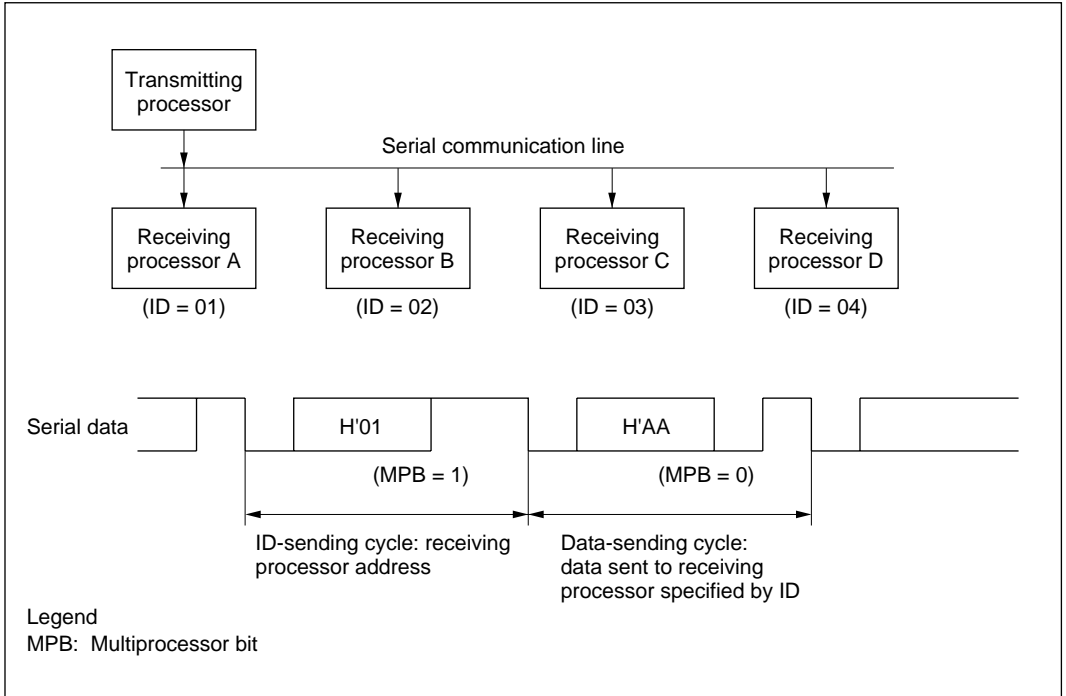 Transmitting
processor
Serial communication line
Receiving
processor A
Receiving
processor B
Receiving
processor C
Receiving
processor D
(ID = 01)
(ID = 02)
(ID = 03)
(ID = 04)
Serial data
H'01
H'AA
(MPB = 1)
(MPB = 0)
ID-sending cycle: receiving
processor address
Data-sending cycle:
data sent to receiving
processor specified by ID
Legend
MPB: Multiprocessor bit